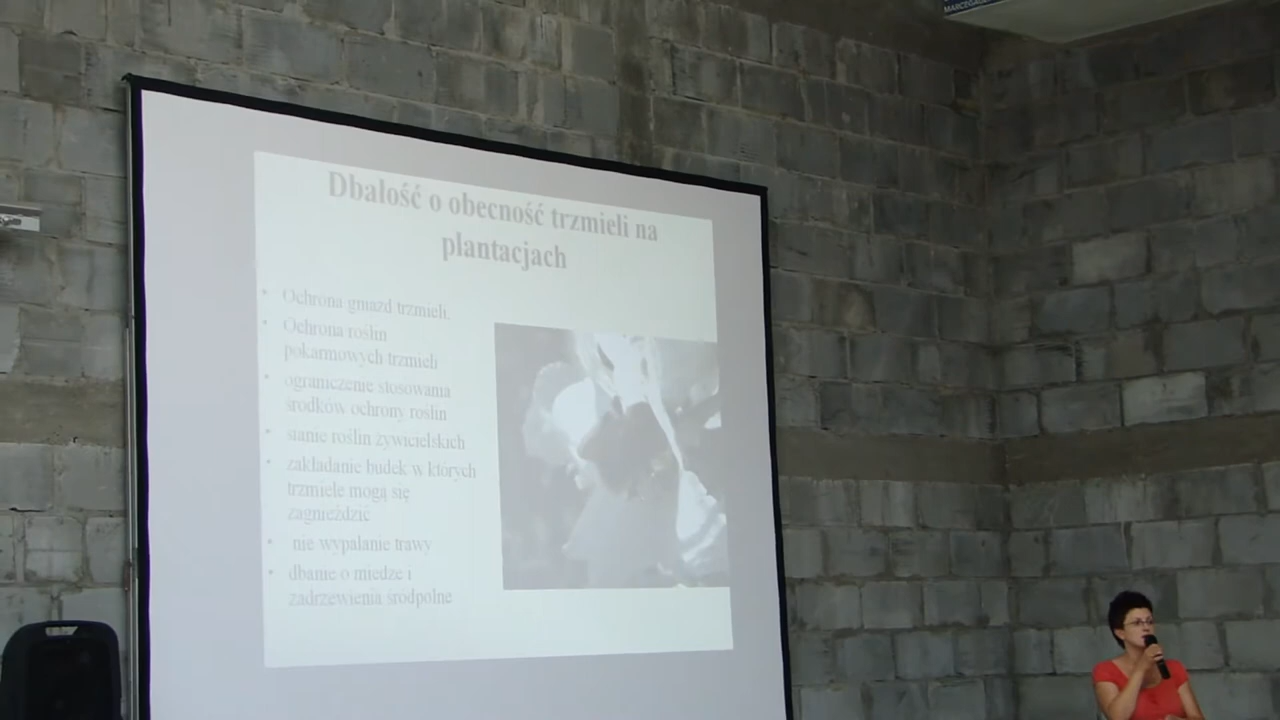 Dbałość o obecność trzmieli na
plantacjach
Ochrona gniazd trzmieli.
Ochrona roślin
pokarmowych trzmieli
ograniczenie stosowania
środków ochrony roślin
sianie roślin żywicielskich
zakładanie budek w których
trzmiele mogą się
zagnieździć
nie wypalanie trawy
dbanie o miedze i
zadrzewienia śródpolne